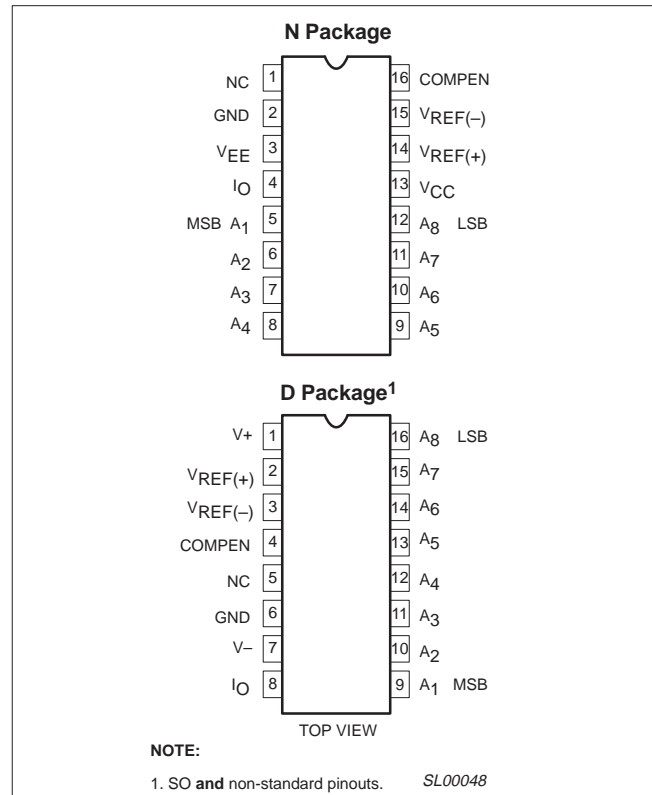 N Package
NC 1 16 COMPEN
GND 2 15 VREF(–)
VEE 3 14 VREF(+)
IO 4 13 VCC
MSB A1 5 12 A8 LSB
A2 6 11 A7
A3 7 10 A6
A4 8 9 A5
D Package1
V+ 1 16 A8 LSB
VREF(+) 2 15 A7
VREF(–) 3 14 A6
COMPEN 4 13 A5
NC 5 12 A4
GND 6 11 A3
V– 7 10 A2
IO 8 9 A1 MSB
TOP VIEW
NOTE:
1. SO and non-standard pinouts. SL00048